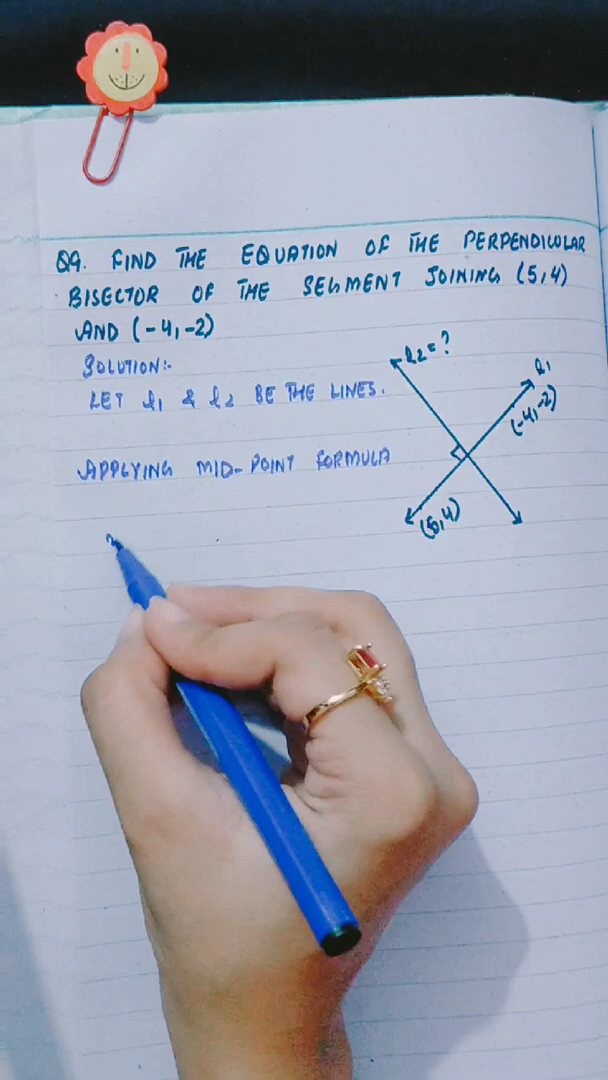 Q9. FIND THE EQUATION OF THE PERPENDICULAR
BISECTOR OF THE SEGMENT JOINING (5,4)
AND (-4,-2)
SOLUTION:-
LET l1 & l2 BE THE LINES.
APPLYING MID-POINT FORMULA
l2=?
l1
(-4,-2)
(5,4)